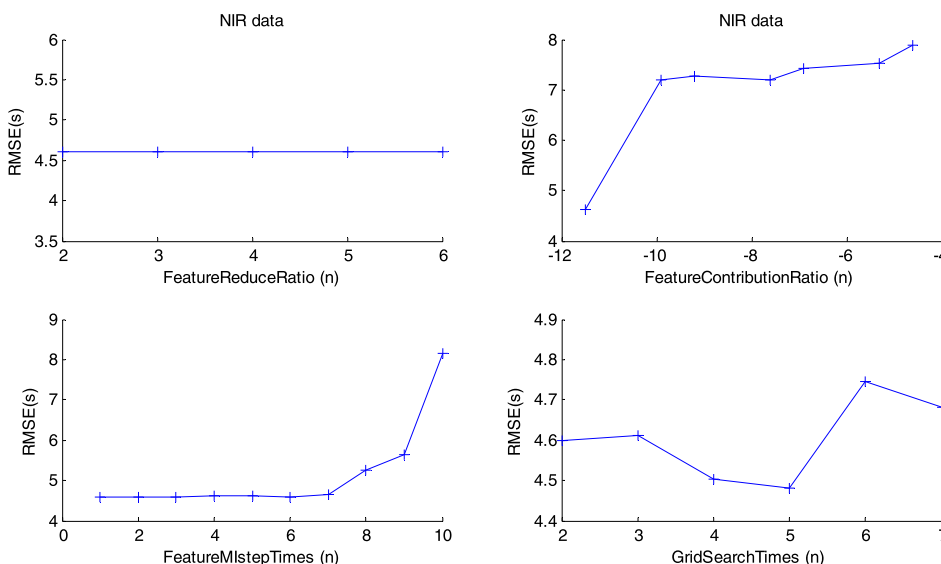 NIR data
6
5.5
5
4.5
4
3.5
RMSE(s)
2 3 4 5 6
FeatureReduceRatio (n)
NIR data
8
7
6
5
4
RMSE(s)
-12 -10 -8 -6 -4
FeatureContributionRatio (n)
9
8
7
6
5
4
RMSE(s)
0 2 4 6 8 10
FeatureMIstepTimes (n)
4.9
4.8
4.7
4.6
4.5
4.4
RMSE(s)
2 3 4 5 6 7
GridSearchTimes (n)